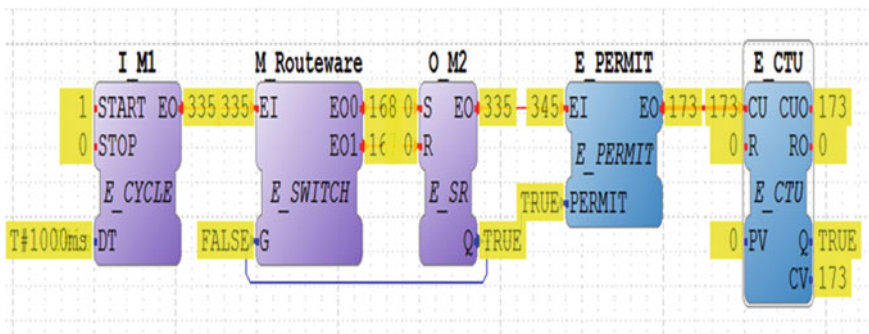 I_M1 M_Routeware O_M2 E_PERMIT E_CTU
1 START EO 335 335 EI EO0 168 0 S EO 335 345 EI EO 173 173 CU CUO 173
0 STOP EO1 167 0 R E_PERMIT 0 R RO 0
E_CYCLE E_SWITCH E_SR TRUE PERMIT E_CTU
T#1000ms DT FALSE G Q TRUE 0 PV Q TRUE
CV 173